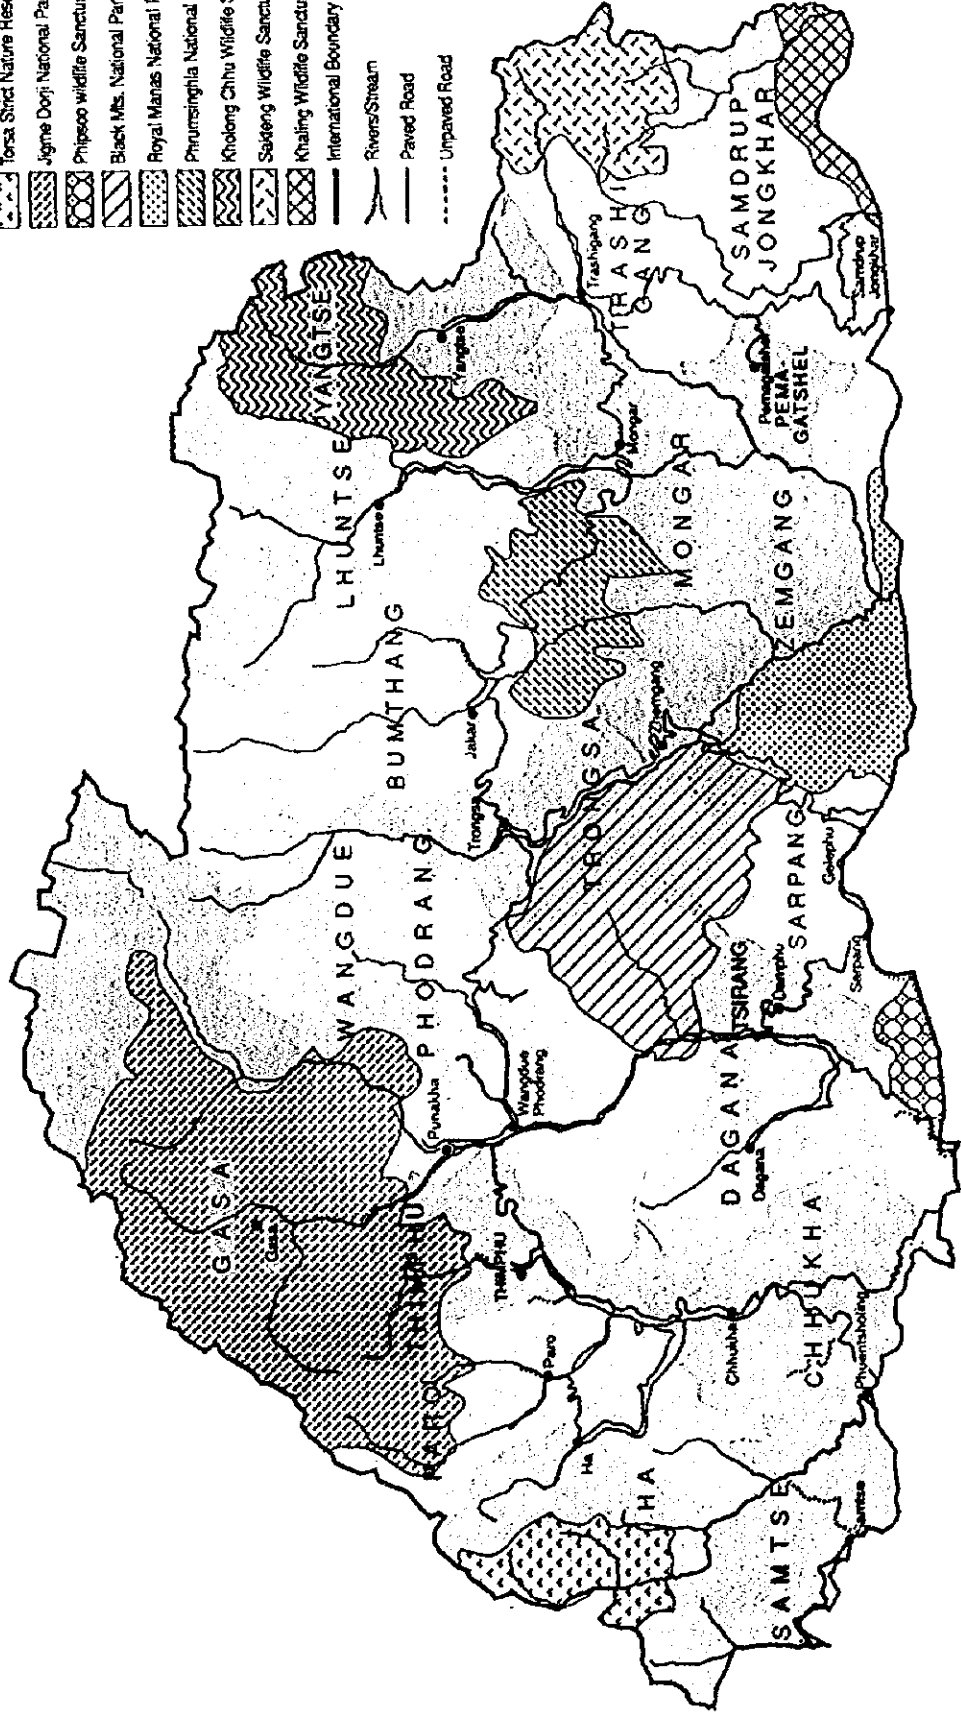 Torsa Strict Nature Rese
Jigme Dorji National Pa
Phipsoo wildlife Sanctu
Black Mts. National Par
Royal Manas National
Phrumsinghla National
Kholong Chhu Wildlife S
Sakteng Wildlife Sanctu
Khaling Wildlife Sanctu
International Boundary
Rivers/Stream
Paved Road
Unpaved Road
GASA
Gasa
THIMPHU
THIMPHU
S
PARO
Paro
HA
Ha
SAMTSE
Samtse
CHHUKHA
Chhukha
Phuentsholing
DAGANA
Dagana
Punakha
WANGDUE
PHODRANG
Wangdue
Phodrang
TSIRANG
Damphu
SARPANG
Sarpang
Gelephu
TRONGSA
Trongsa
BUMTHANG
Jakar
ZEMGANG
Zhemgang
LHUNTSE
Lhuntse
MONGAR
Mongar
YANGTSE
Yangtse
TRASHI
GANG
Trashigang
PEMA-
GATSHEL
Pemagatshel
SAMDRUP
JONGKHAR
Samdrup
Jongkhar